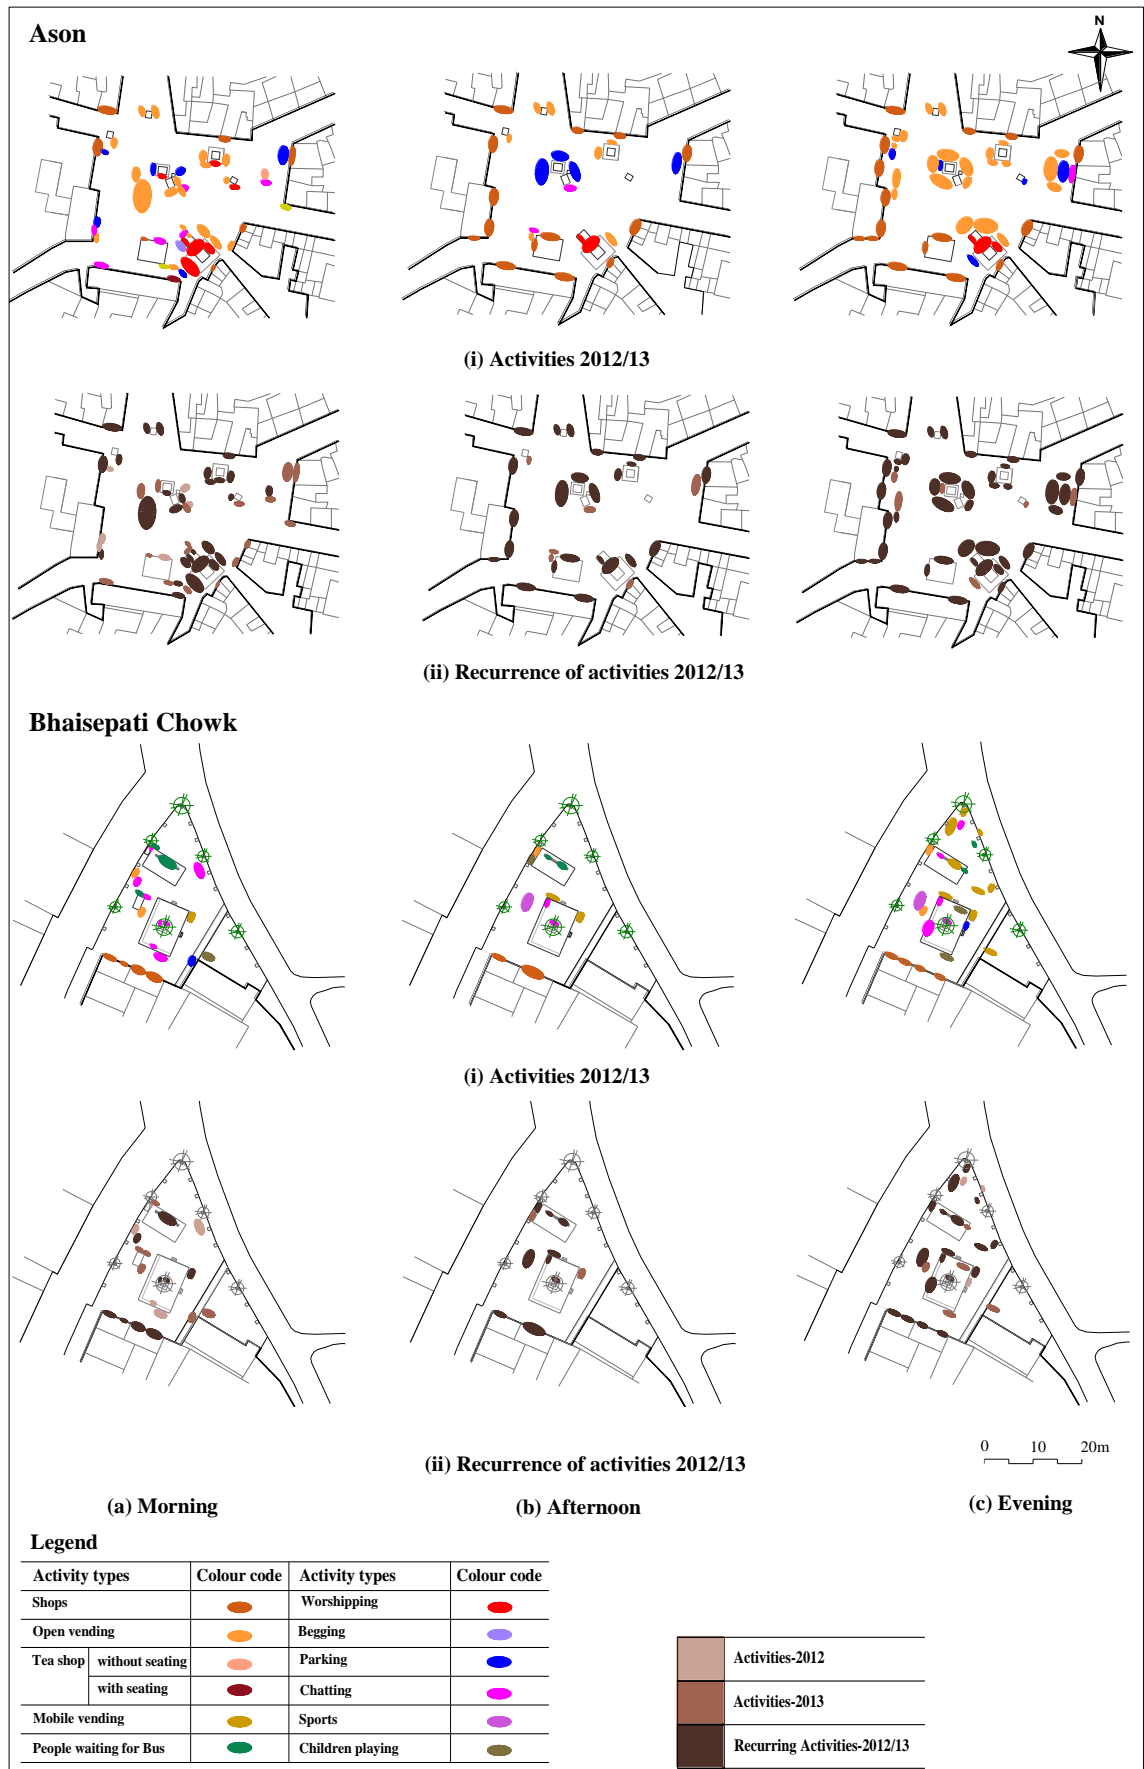 Ason
N
(i) Activities 2012/13
(ii) Recurrence of activities 2012/13
Bhaisepati Chowk
(i) Activities 2012/13
(ii) Recurrence of activities 2012/13
0 10 20m
(a) Morning
(b) Afternoon
(c) Evening
Legend
Activity types Colour code Activity types Colour code
Shops Worshipping
Open vending Begging
Tea shop without seating Parking
with seating Chatting
Mobile vending Sports
People waiting for Bus Children playing
Activities-2012
Activities-2013
Recurring Activities-2012/13